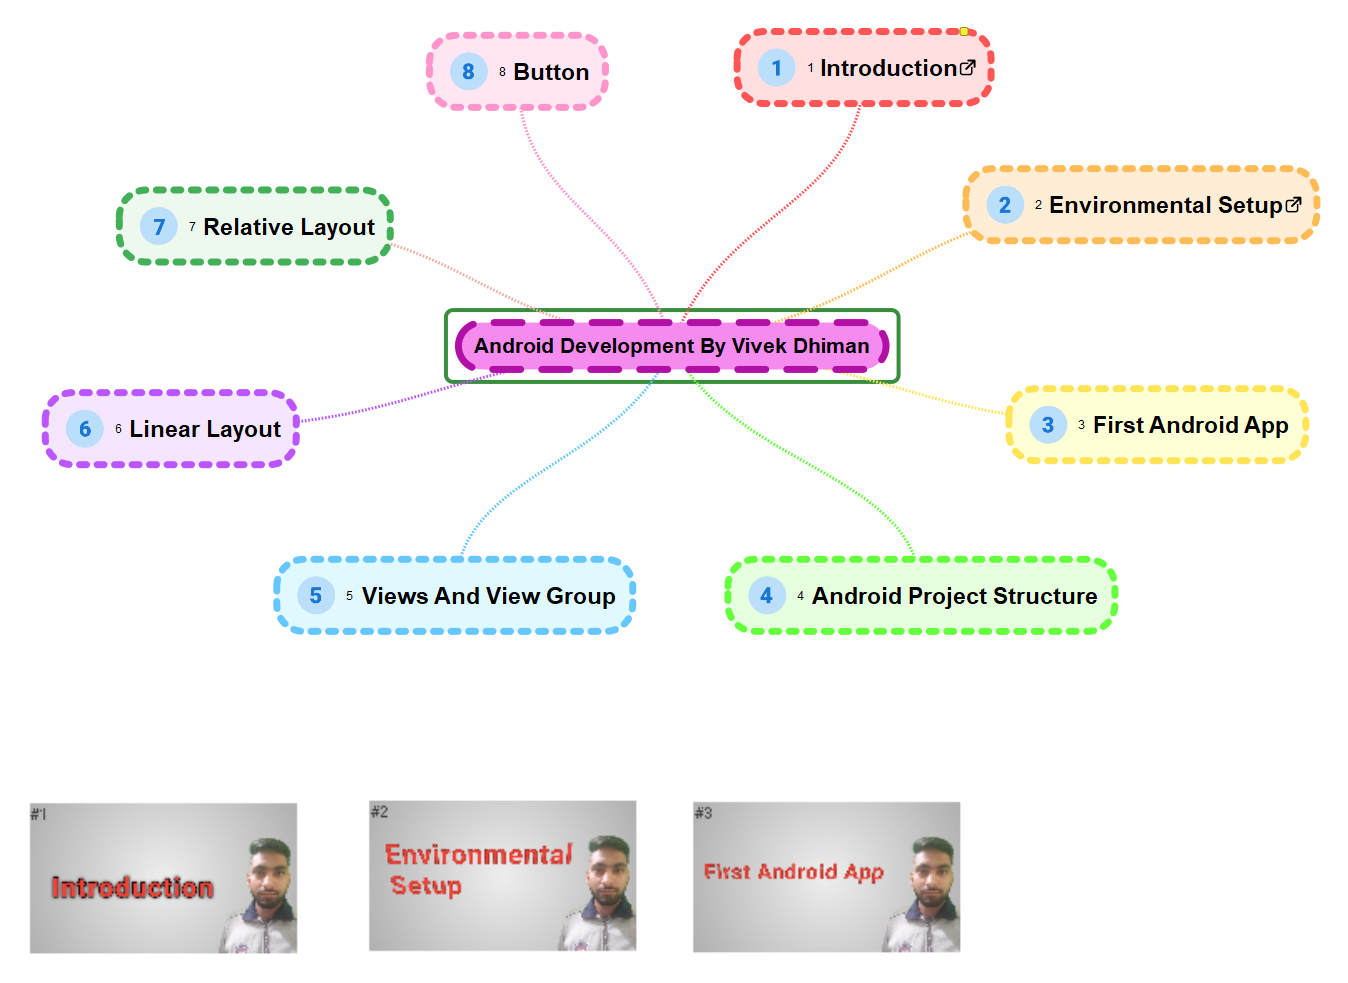 8 8 Button
1 1 Introduction
2 2 Environmental Setup
7 7 Relative Layout
Android Development By Vivek Dhiman
3 3 First Android App
6 6 Linear Layout
5 5 Views And View Group
4 4 Android Project Structure
#1
Introduction
#2
Environmental
Setup
#3
First Android App